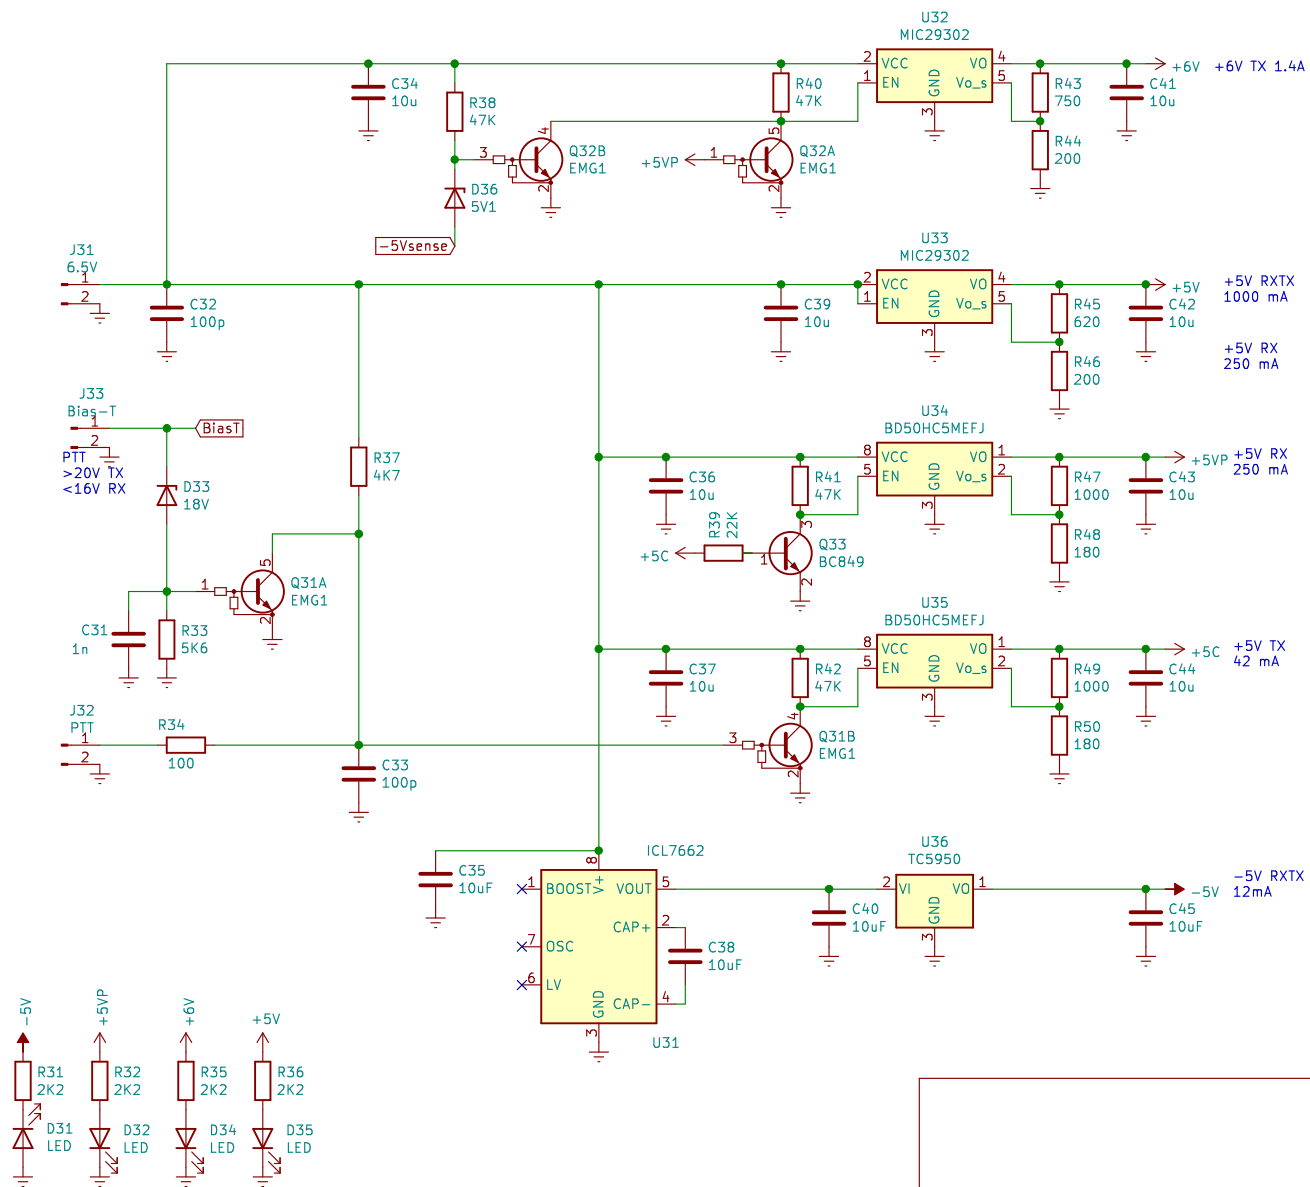 U32
MIC29302
2 VCC VO 4
1 EN Vo_s 5
GND
3
+6V
+6V TX 1.4A
C34
10u
R38
47K
R40
47K
R43
750
C41
10u
R44
200
4
3
Q32B
EMG1
2
+5VP
5
1
Q32A
EMG1
2
D36
5V1
-5Vsense
J31
6.5V
1
2
C32
100p
U33
MIC29302
2 VCC VO 4
1 EN Vo_s 5
GND
3
C39
10u
+5V
+5V RXTX
1000 mA
R45
620
C42
10u
+5V RX
250 mA
R46
200
J33
Bias-T
1
2
BiasT
PTT
>20V TX
<16V RX
D33
18V
R37
4K7
U34
BD50HC5MEFJ
8 VCC VO 1
5 EN Vo_s 2
GND
3
+5VP
+5V RX
250 mA
C36
10u
R41
47K
R47
1000
C43
10u
R39
22K
+5C
3
1
Q33
BC849
2
R48
180
5
1
Q31A
EMG1
2
C31
1n
R33
5K6
U35
BD50HC5MEFJ
8 VCC VO 1
5 EN Vo_s 2
GND
3
+5C
+5V TX
42 mA
C37
10u
R42
47K
R49
1000
C44
10u
R50
180
J32
PTT
1
2
R34
100
C33
100p
4
3
Q31B
EMG1
2
ICL7662
8
1 BOOST V+ VOUT 5
CAP+ 2
7 OSC
6 LV
CAP- 4
GND
3
U31
C35
10uF
C38
10uF
C40
10uF
U36
TC5950
2 VI VO 1
GND
3
-5V
-5V RXTX
12mA
C45
10uF
-5V
+5VP
+6V
+5V
R31
2K2
R32
2K2
R35
2K2
R36
2K2
D31
LED
D32
LED
D34
LED
D35
LED